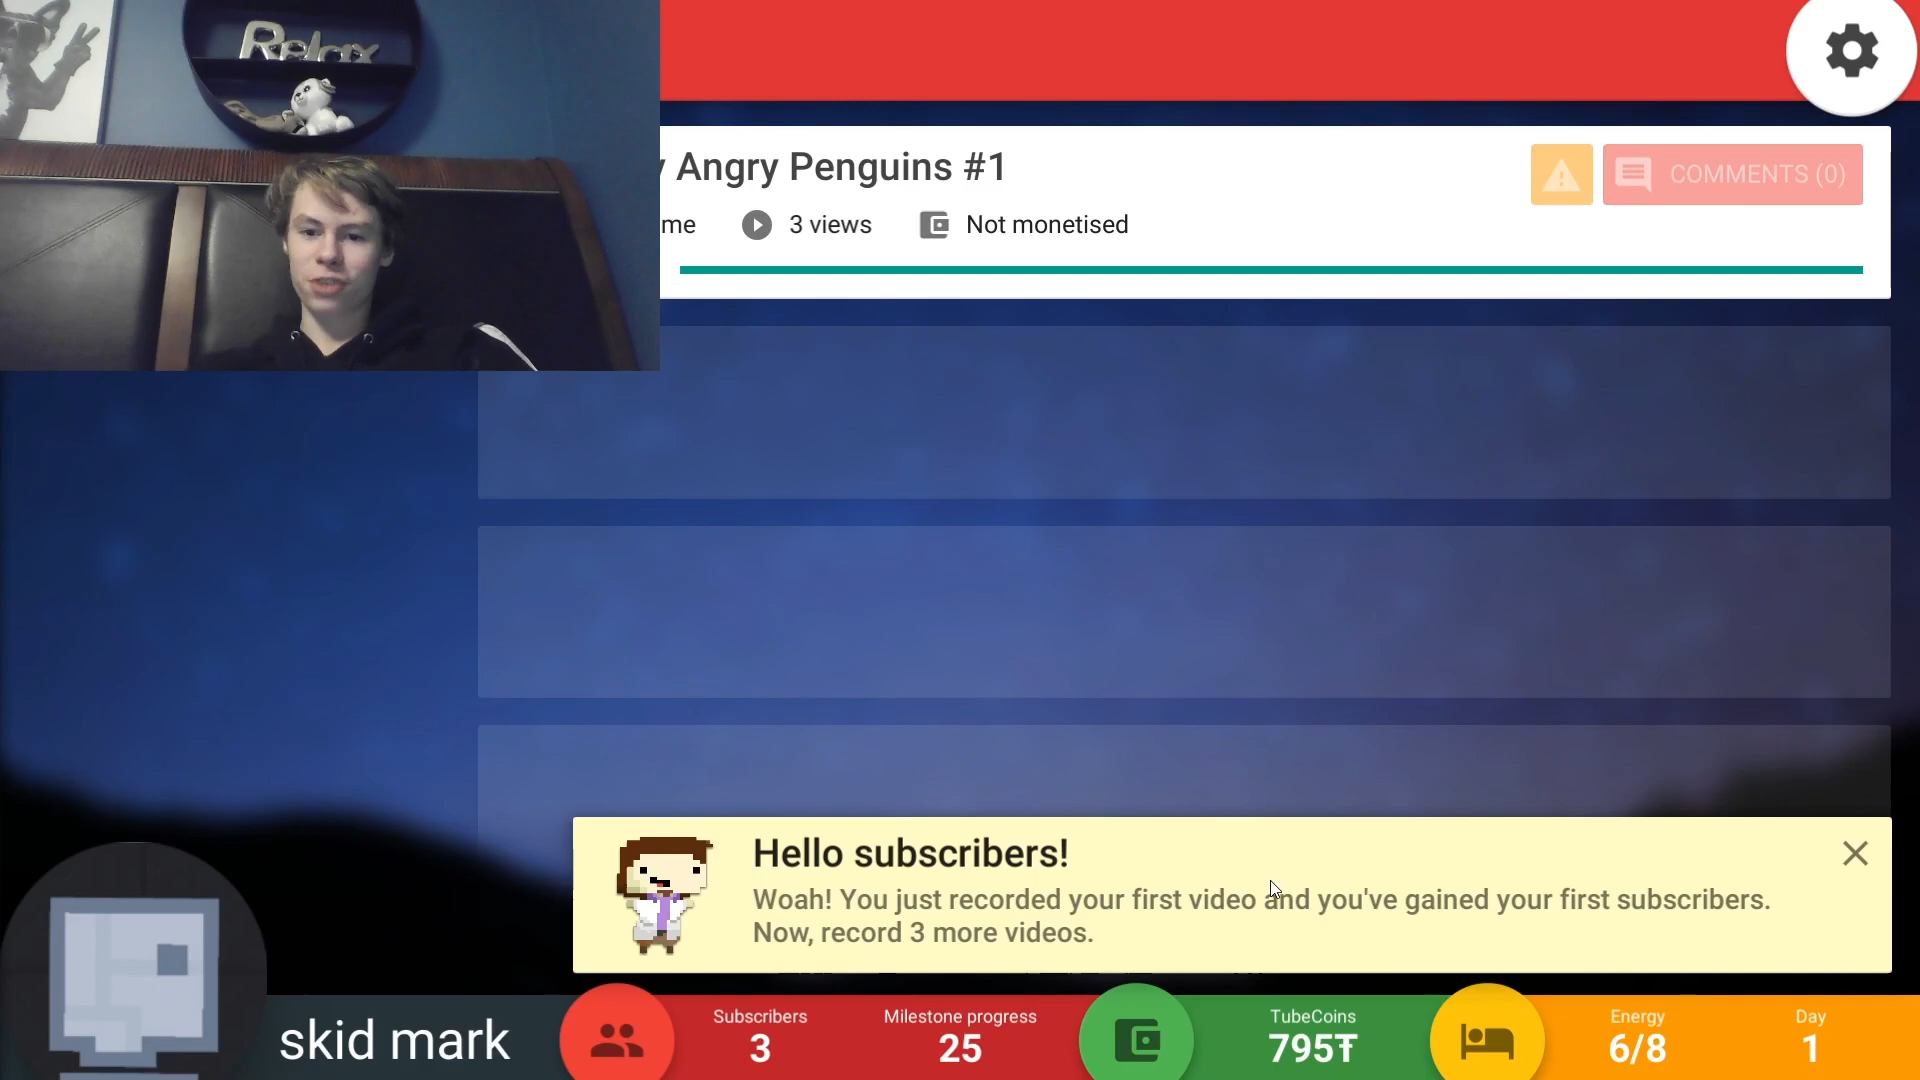 Relax
Angry Penguins #1
COMMENTS (0)
me
3 views
Not monetised
Hello subscribers!
Woah! You just recorded your first video and you've gained your first subscribers.
Now, record 3 more videos.
skid mark
Subscribers
3
Milestone progress
25
TubeCoins
795Ŧ
Energy
6/8
Day
1